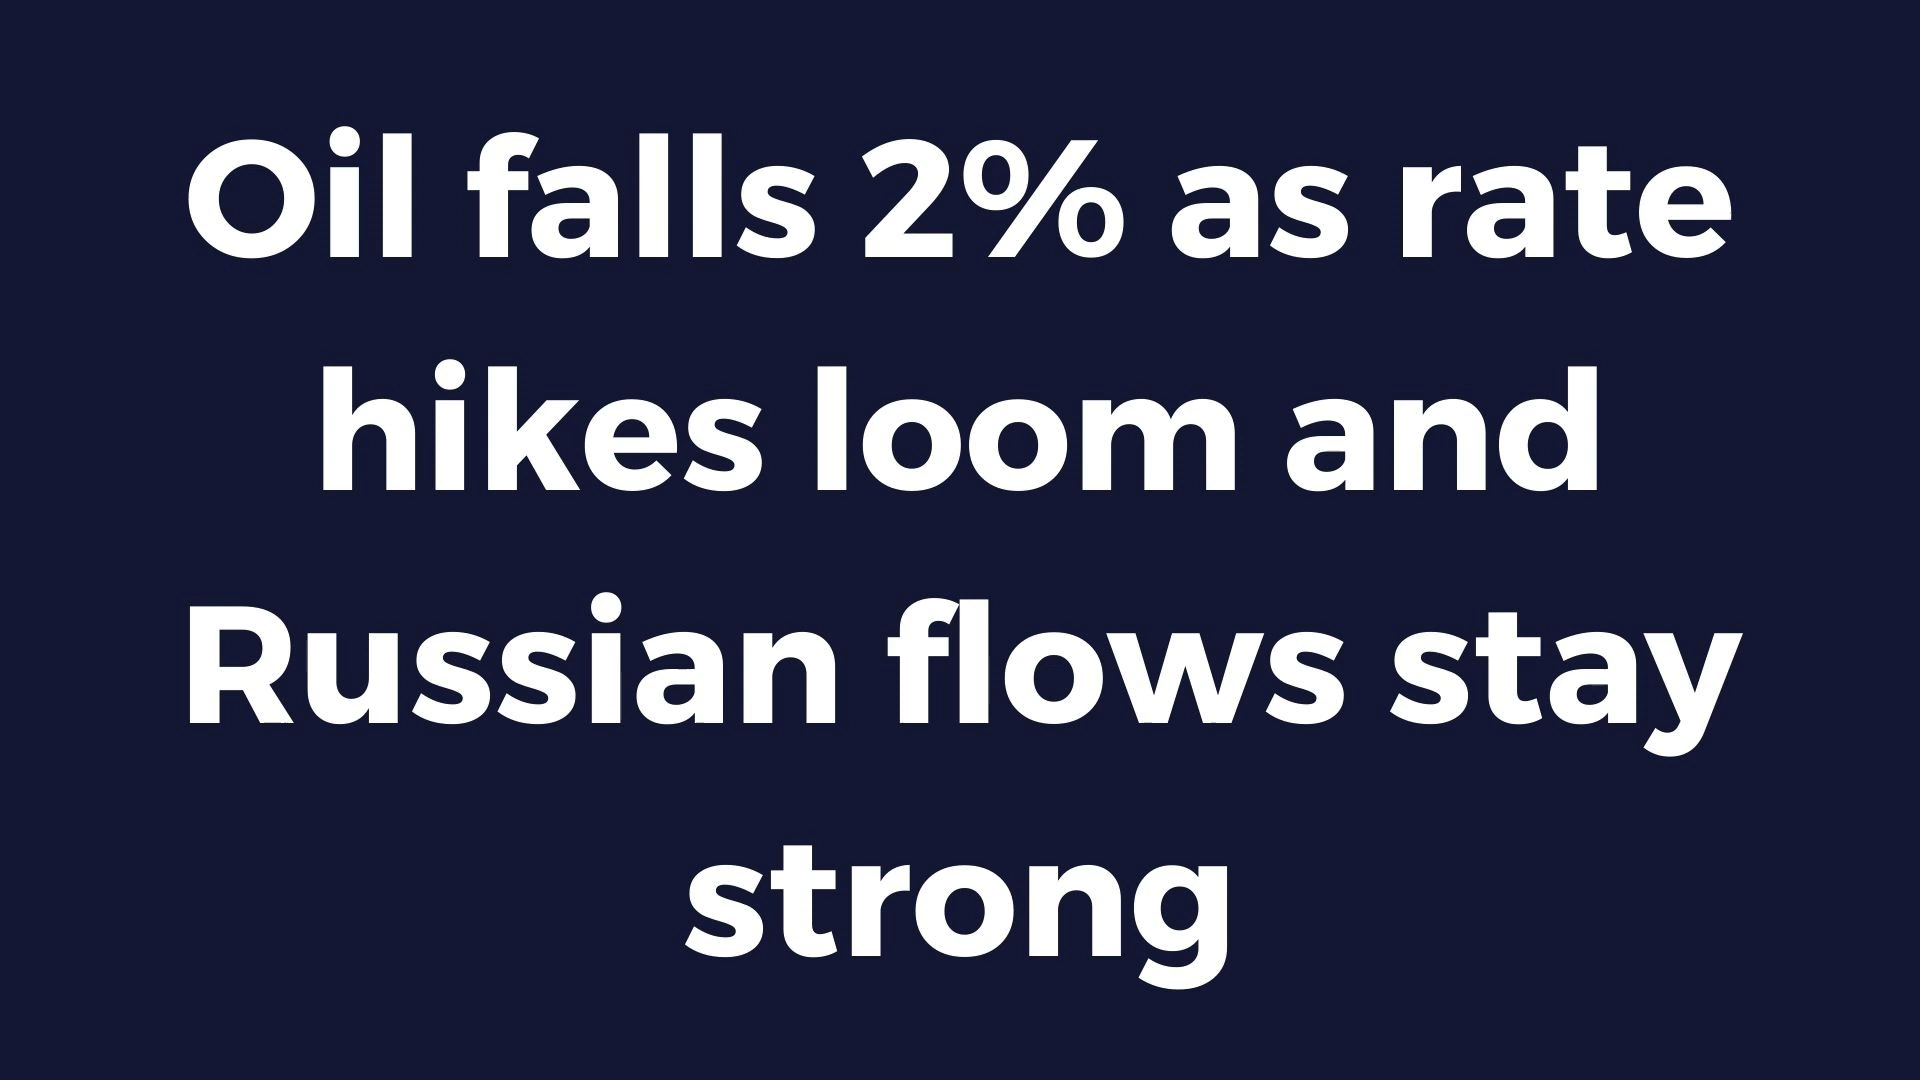 Oil falls 2% as rate
hikes loom and
Russian flows stay
strong